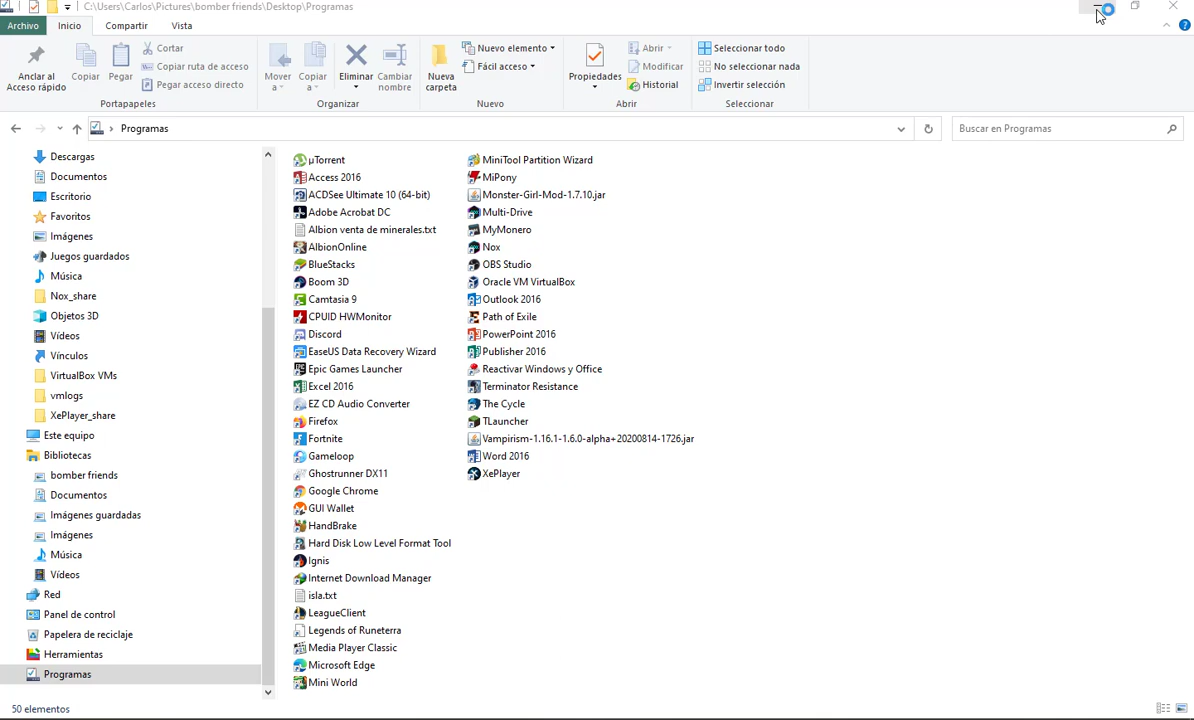 C:\Users\Carlos\Pictures\bomber friends\Desktop\Programas
Archivo Inicio Compartir Vista
Anclar al Acceso rápido
Copiar
Pegar
Cortar
Copiar ruta de acceso
Pegar acceso directo
Portapapeles
Mover a
Copiar a
Eliminar
Cambiar nombre
Organizar
Nueva carpeta
Nuevo elemento
Fácil acceso
Nuevo
Propiedades
Abrir
Modificar
Historial
Abrir
Seleccionar todo
No seleccionar nada
Invertir selección
Seleccionar
Programas
Buscar en Programas
Descargas
Documentos
Escritorio
Favoritos
Imágenes
Juegos guardados
Música
Nox_share
Objetos 3D
Vídeos
Vínculos
VirtualBox VMs
vmlogs
XePlayer_share
Este equipo
Bibliotecas
bomber friends
Documentos
Imágenes guardadas
Imágenes
Música
Vídeos
Red
Panel de control
Papelera de reciclaje
Herramientas
Programas
µTorrent
Access 2016
ACDSee Ultimate 10 (64-bit)
Adobe Acrobat DC
Albion venta de minerales.txt
AlbionOnline
BlueStacks
Boom 3D
Camtasia 9
CPUID HWMonitor
Discord
EaseUS Data Recovery Wizard
Epic Games Launcher
Excel 2016
EZ CD Audio Converter
Firefox
Fortnite
Gameloop
Ghostrunner DX11
Google Chrome
GUI Wallet
HandBrake
Hard Disk Low Level Format Tool
Ignis
Internet Download Manager
isla.txt
LeagueClient
Legends of Runeterra
Media Player Classic
Microsoft Edge
Mini World
MiniTool Partition Wizard
MiPony
Monster-Girl-Mod-1.7.10.jar
Multi-Drive
MyMonero
Nox
OBS Studio
Oracle VM VirtualBox
Outlook 2016
Path of Exile
PowerPoint 2016
Publisher 2016
Reactivar Windows y Office
Terminator Resistance
The Cycle
TLauncher
Vampirism-1.16.1-1.6.0-alpha+20200814-1726.jar
Word 2016
XePlayer
50 elementos